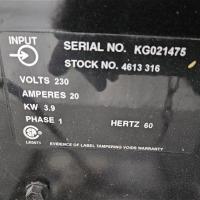 INPUT
SERIAL NO. KG021475
STOCK NO. 4613 316
VOLTS 230
AMPERES 20
KW 3.9
PHASE 1
HERTZ 60
EVIDENCE OF LABEL TAMPERING VOIDS WARRANTY